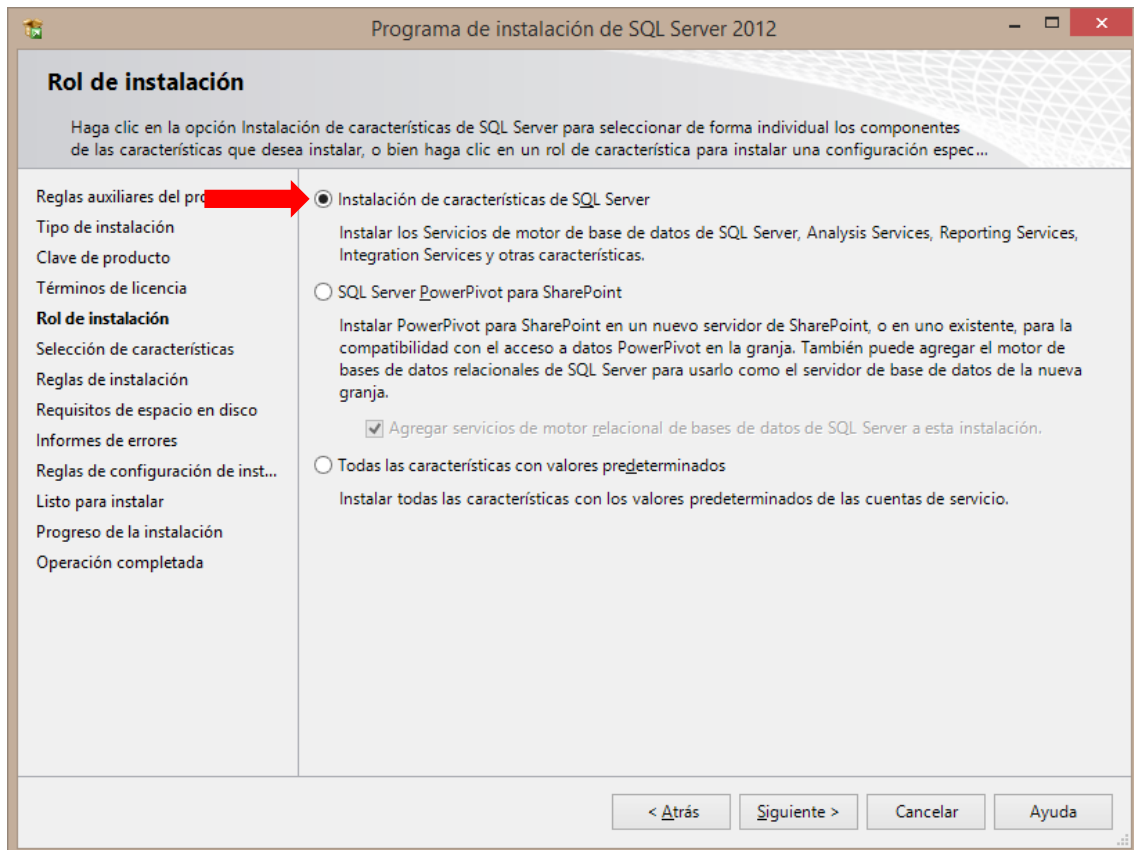 Programa de instalación de SQL Server 2012
Rol de instalación
Haga clic en la opción Instalación de características de SQL Server para seleccionar de forma individual los componentes
de las características que desea instalar, o bien haga clic en un rol de característica para instalar una configuración espec...
Reglas auxiliares del
Tipo de instalación
Clave de producto
Términos de licencia
Rol de instalación
Selección de características
Reglas de instalación
Requisitos de espacio en disco
Informes de errores
Reglas de configuración de inst...
Listo para instalar
Progreso de la instalación
Operación completada
Instalación de características de SQL Server
Instalar los Servicios de motor de base de datos de SQL Server, Analysis Services, Reporting Services,
Integration Services y otras características.
SQL Server PowerPivot para SharePoint
Instalar PowerPivot para SharePoint en un nuevo servidor de SharePoint, o en uno existente, para la
compatibilidad con el acceso a datos PowerPivot en la granja. También puede agregar el motor de
bases de datos relacionales de SQL Server para usarlo como el servidor de base de datos de la nueva
granja.
Agregar servicios de motor relacional de bases de datos de SQL Server a esta instalación.
Todas las características con valores predeterminados
Instalar todas las características con los valores predeterminados de las cuentas de servicio.
< Atrás
Siguiente >
Cancelar
Ayuda